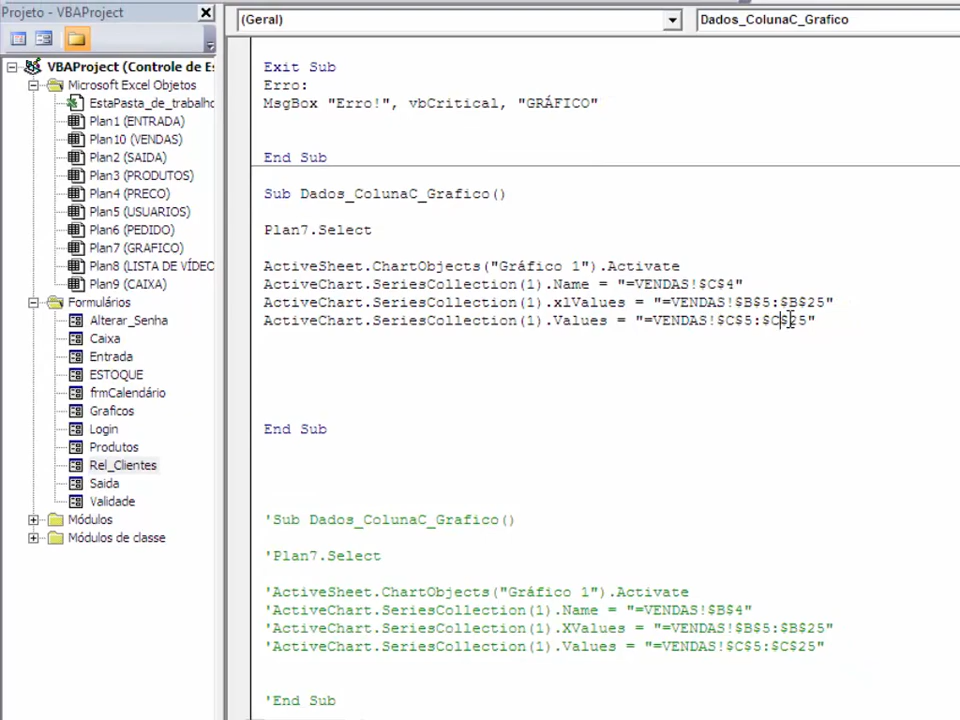 Projeto - VBAProject
(Geral)
Dados_ColunaC_Grafico
VBAProject (Controle de Es
Microsoft Excel Objetos
EstaPasta_de_trabalho
Plan1 (ENTRADA)
Plan10 (VENDAS)
Plan2 (SAIDA)
Plan3 (PRODUTOS)
Plan4 (PRECO)
Plan5 (USUARIOS)
Plan6 (PEDIDO)
Plan7 (GRAFICO)
Plan8 (LISTA DE VÍDEO
Plan9 (CAIXA)
Formulários
Alterar_Senha
Caixa
Entrada
ESTOQUE
frmCalendário
Graficos
Login
Produtos
Rel_Clientes
Saida
Validade
Módulos
Módulos de classe
Exit Sub
Erro:
MsgBox "Erro!", vbCritical, "GRÁFICO"
End Sub
Sub Dados_ColunaC_Grafico()
Plan7.Select
ActiveSheet.ChartObjects("Gráfico 1").Activate
ActiveChart.SeriesCollection(1).Name = "=VENDAS!$C$4"
ActiveChart.SeriesCollection(1).xlValues = "=VENDAS!$B$5:$B$25"
ActiveChart.SeriesCollection(1).Values = "=VENDAS!$C$5:$C$25"
End Sub
'Sub Dados_ColunaC_Grafico()
'Plan7.Select
'ActiveSheet.ChartObjects("Gráfico 1").Activate
'ActiveChart.SeriesCollection(1).Name = "=VENDAS!$B$4"
'ActiveChart.SeriesCollection(1).XValues = "=VENDAS!$B$5:$B$25"
'ActiveChart.SeriesCollection(1).Values = "=VENDAS!$C$5:$C$25"
'End Sub